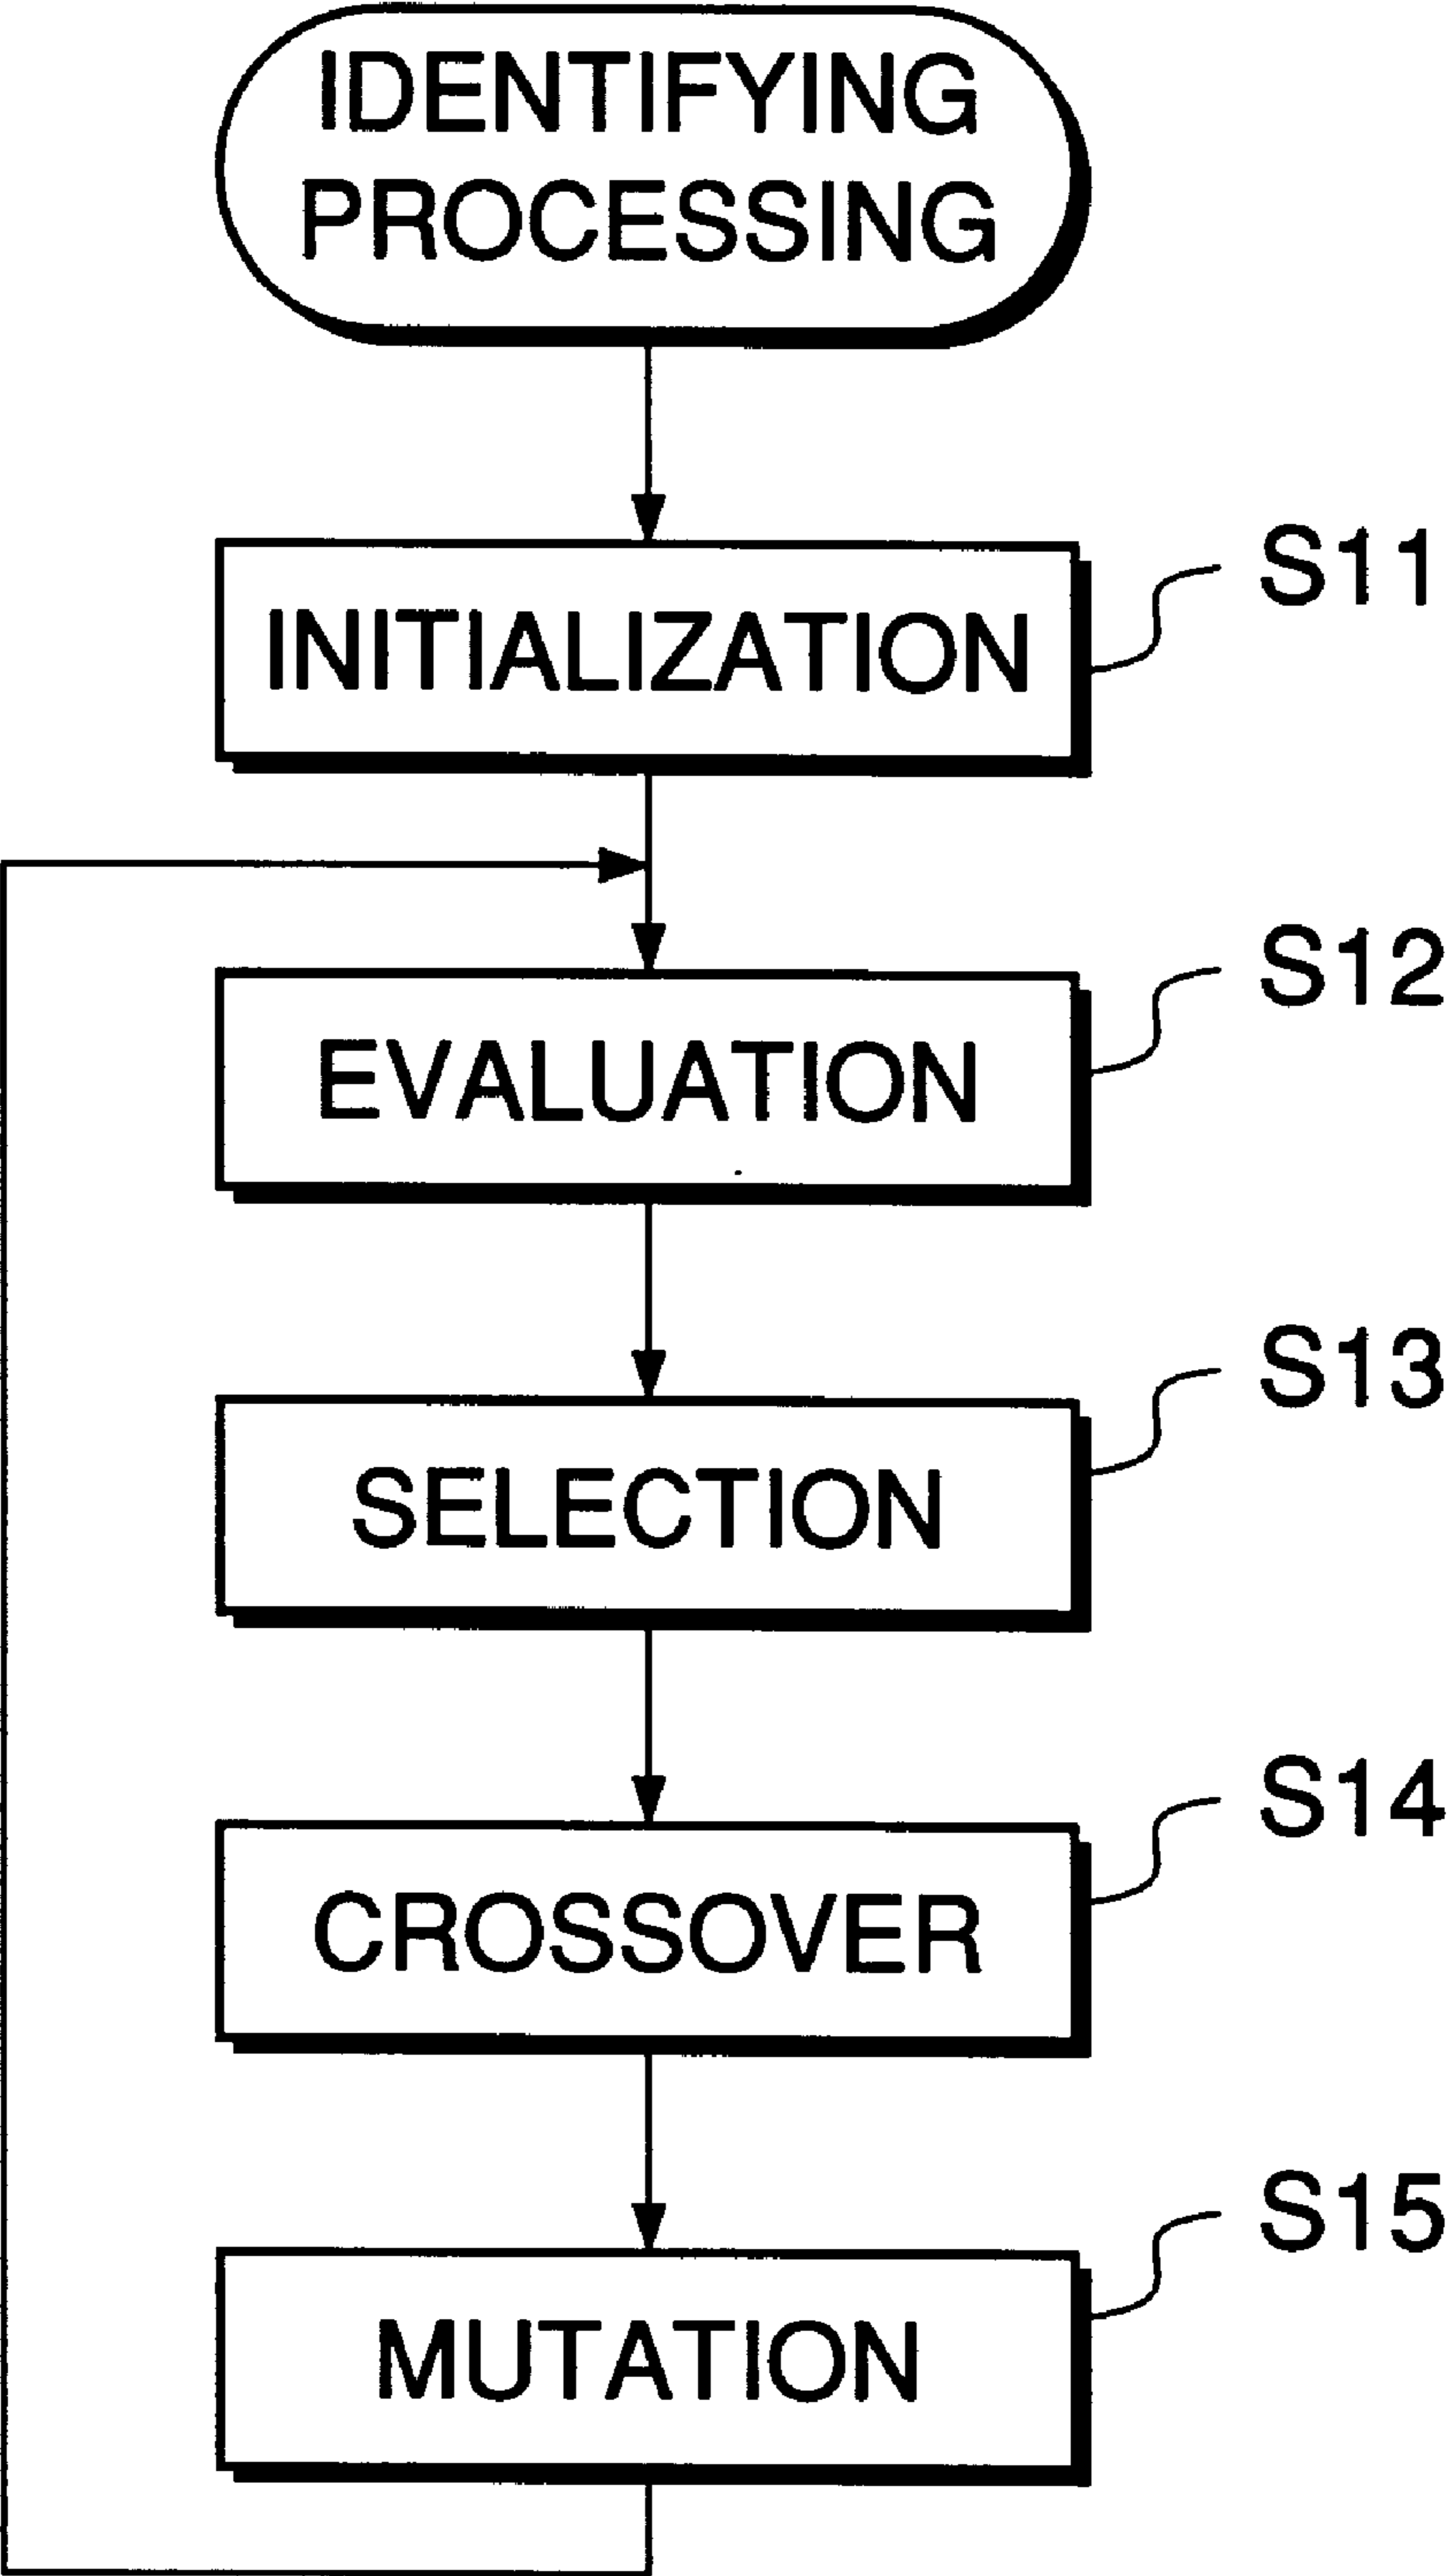 IDENTIFYING
PROCESSING
INITIALIZATION
S11
EVALUATION
S12
SELECTION
S13
CROSSOVER
S14
MUTATION
S15